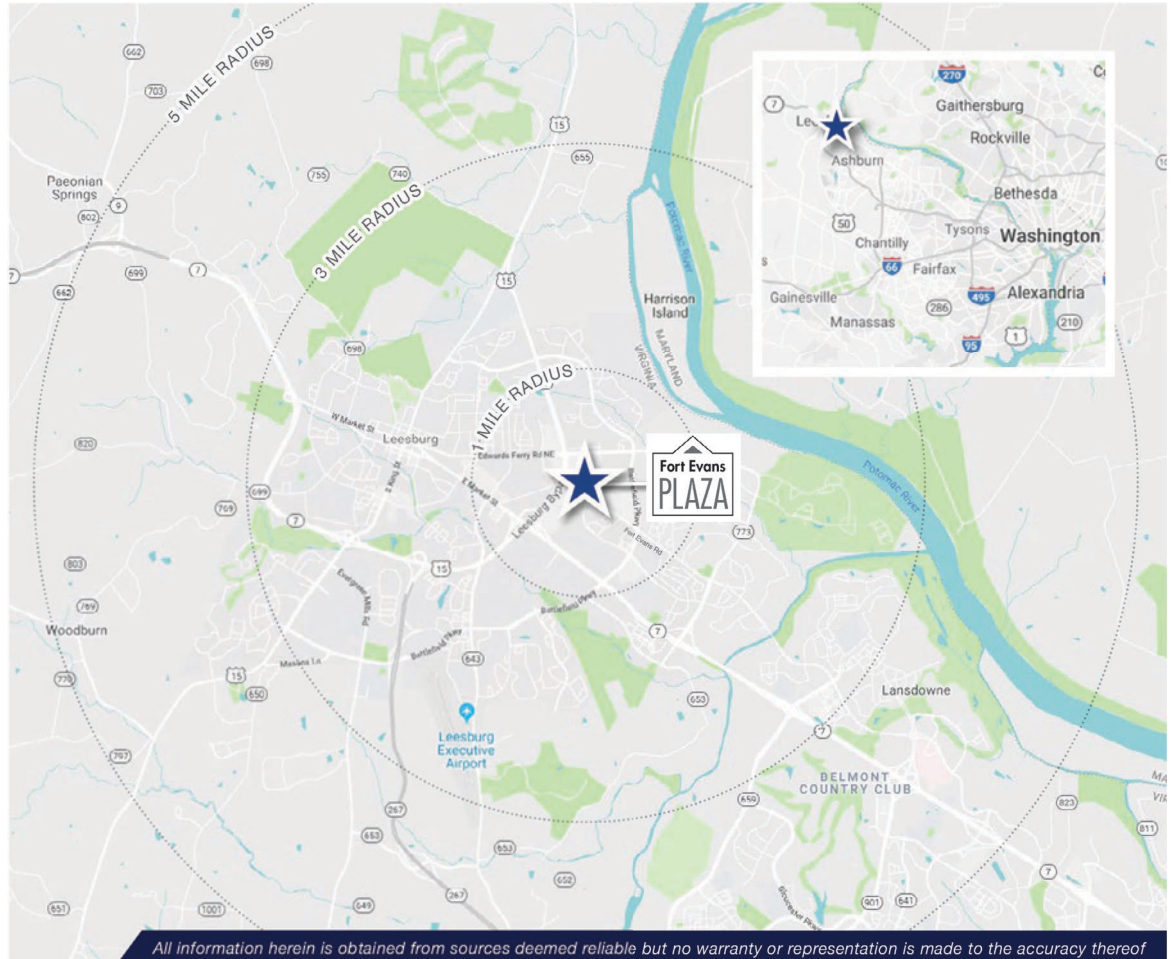 5 MILE RADIUS
3 MILE RADIUS
1 MILE RADIUS
662
703
698
15
655
755
740
Paeonian
Springs
9
802
7
699
7
7
662
15
698
Potomac River
Harrison
Island
MARYLAND
VIRGINIA
270
7
Gaithersburg
Rockville
Ashburn
Bethesda
50
Tysons
Washington
Chantilly
66
Fairfax
Gainesville
495
Alexandria
286
Manassas
1
210
95
W Market St
Leesburg
Edwards Ferry Rd NE
S King St
E Market St
Fort Evans
PLAZA
Fort Evans Rd
Potomac River
820
699
769
7
773
15
803
789
Woodburn
Evergreen Mills Rd
Battlefield Pkwy
Battlefield Pkwy
643
7
Masons Ln
15
650
770
653
Lansdowne
Leesburg
Executive
Airport
7
797
BELMONT
COUNTRY CLUB
659
823
811
267
653
653
652
267
7
651
1001
649
901
641
All information herein is obtained from sources deemed reliable but no warranty or representation is made to the accuracy thereof